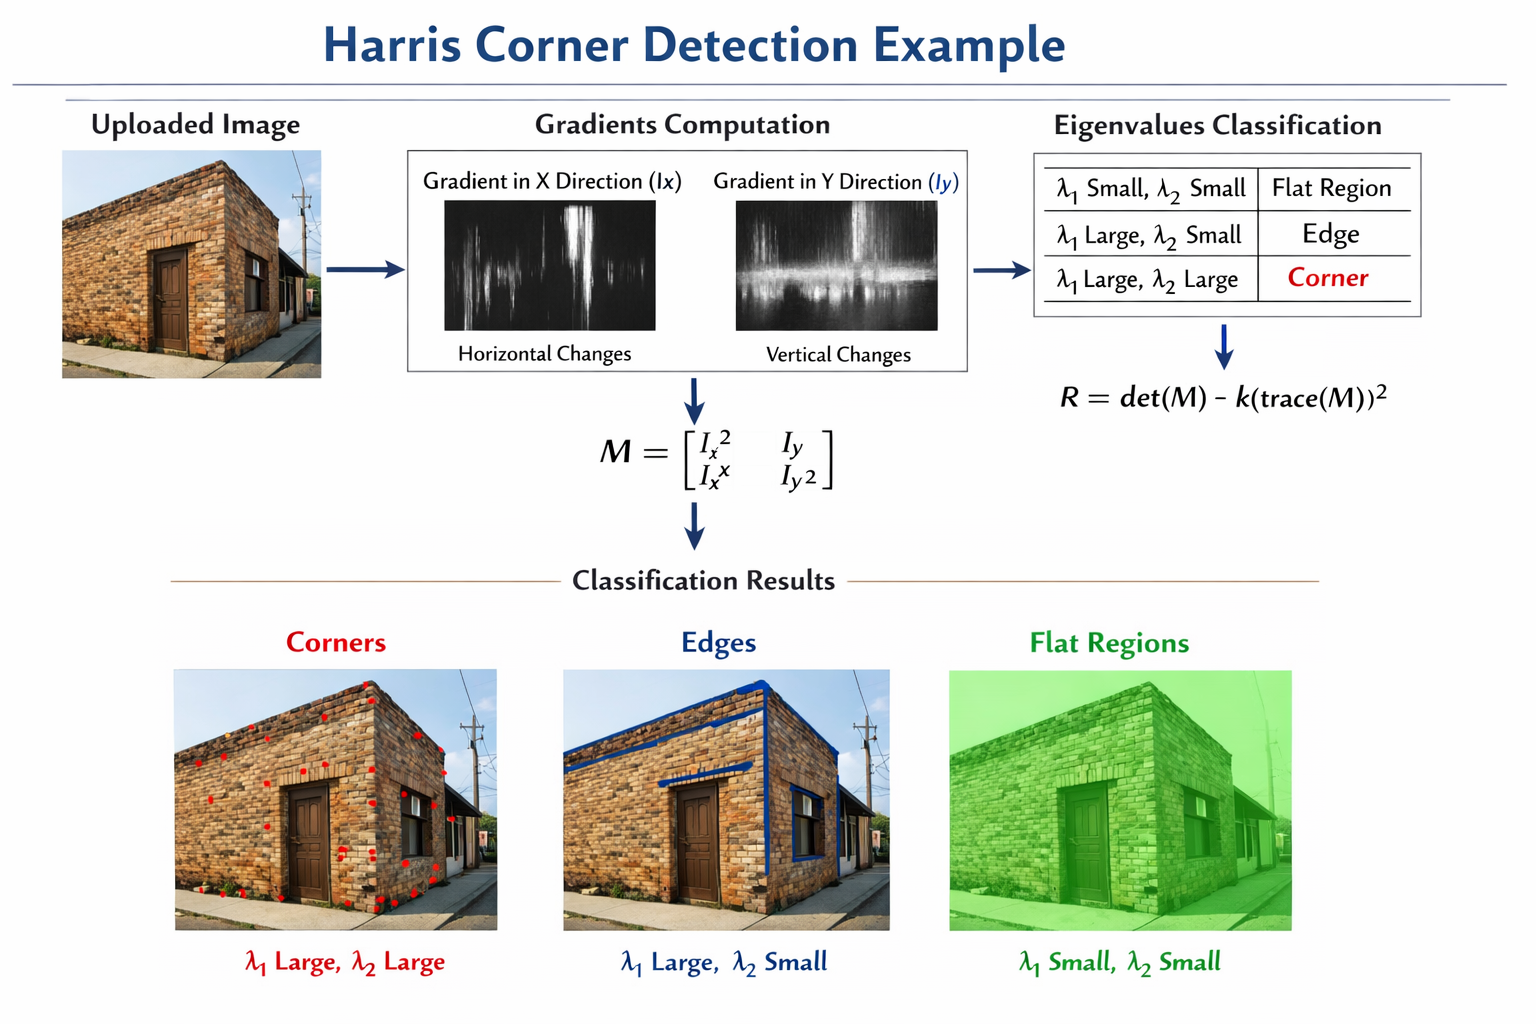 Harris Corner Detection Example
Uploaded Image
Gradients Computation
Eigenvalues Classification
Gradient in X Direction (Ix)
Gradient in Y Direction (Iy)
Horizontal Changes
Vertical Changes
λ₁ Small, λ₂ Small | Flat Region
λ₁ Large, λ₂ Small | Edge
λ₁ Large, λ₂ Large | Corner
R = det(M) - k(trace(M))²
M = [ Iₓ² I_y
Iₓˣ I_y² ]
Classification Results
Corners
Edges
Flat Regions
λ₁ Large, λ₂ Large
λ₁ Large, λ₂ Small
λ₁ Small, λ₂ Small